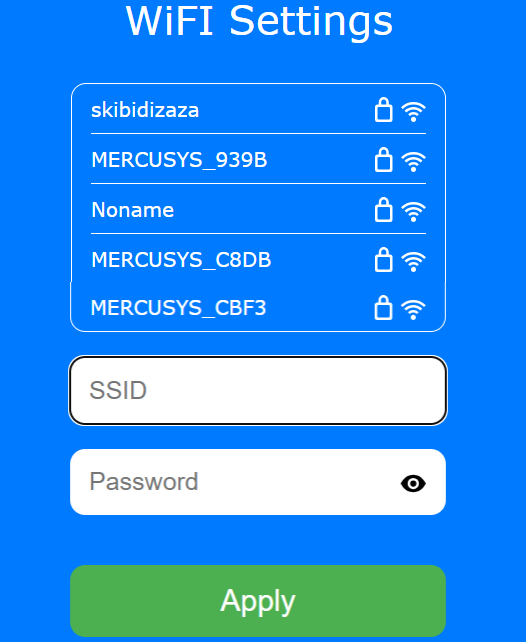 WiFI Settings
skibidizaza
MERCUSYS_939B
Noname
MERCUSYS_C8DB
MERCUSYS_CBF3
SSID
Password
Apply